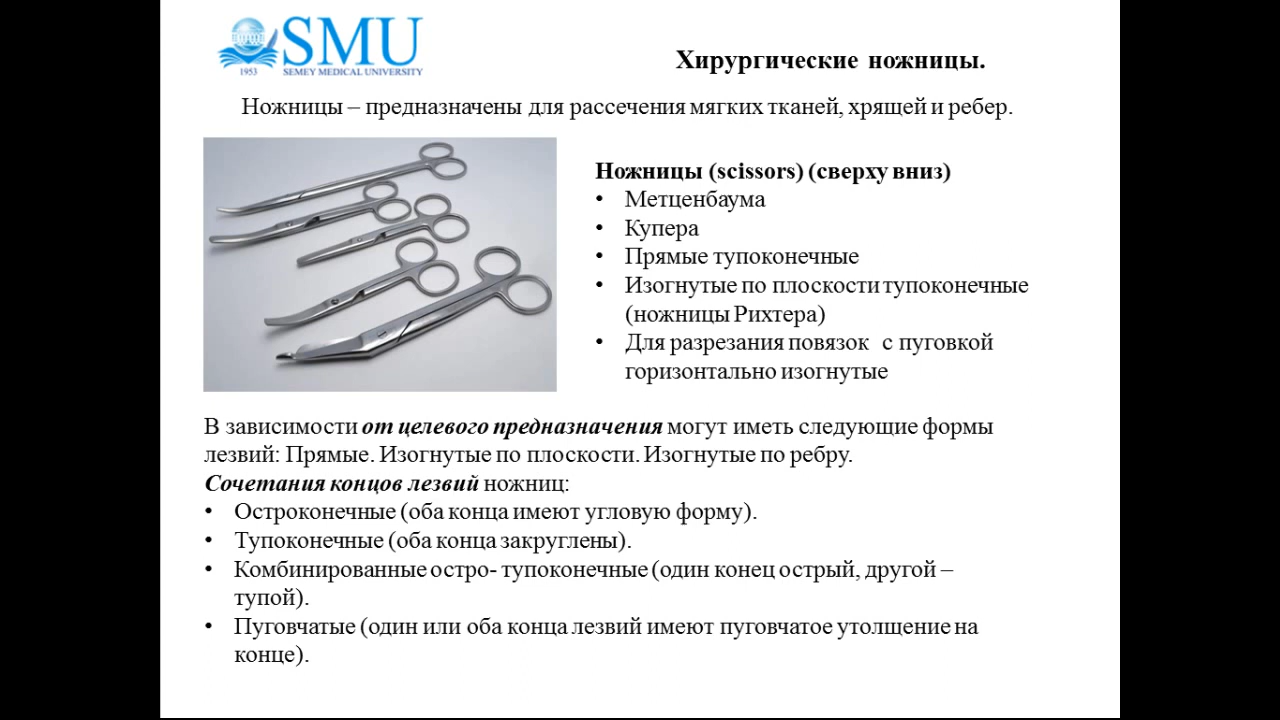 SMU
1953 SEMEY MEDICAL UNIVERSITY
Хирургические ножницы.
Ножницы – предназначены для рассечения мягких тканей, хрящей и ребер.
Ножницы (scissors) (сверху вниз)
• Метценбаума
• Купера
• Прямые тупоконечные
• Изогнутые по плоскости тупоконечные
(ножницы Рихтера)
• Для разрезания повязок с пуговкой
горизонтально изогнутые
В зависимости от целевого предназначения могут иметь следующие формы
лезвий: Прямые. Изогнутые по плоскости. Изогнутые по ребру.
Сочетания концов лезвий ножниц:
• Остроконечные (оба конца имеют угловую форму).
• Тупоконечные (оба конца закруглены).
• Комбинированные остро- тупоконечные (один конец острый, другой –
тупой).
• Пуговчатые (один или оба конца лезвий имеют пуговчатое утолщение на
конце).